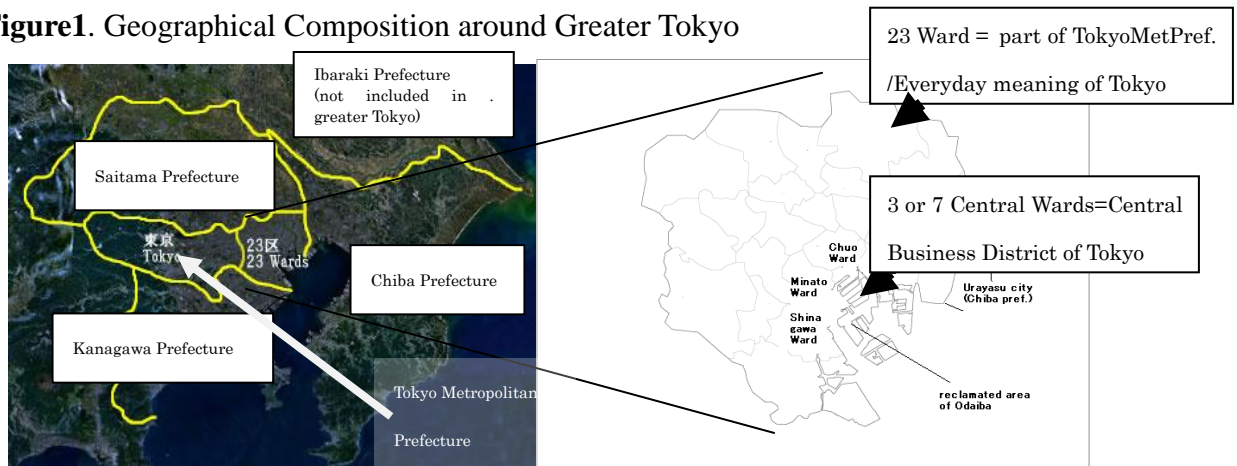 igure1. Geographical Composition around Greater Tokyo
23 Ward = part of TokyoMetPref.
/Everyday meaning of Tokyo
Ibaraki Prefecture
(not included in .
greater Tokyo)
Saitama Prefecture
東京
Tokyo
23区
23 Wards
Chiba Prefecture
Kanagawa Prefecture
Tokyo Metropolitan
Prefecture
3 or 7 Central Wards=Central
Business District of Tokyo
Chuo
Ward
Minato
Ward
Shina
gawa
Ward
Urayasu city
(Chiba pref.)
reclamated area
of Odaiba